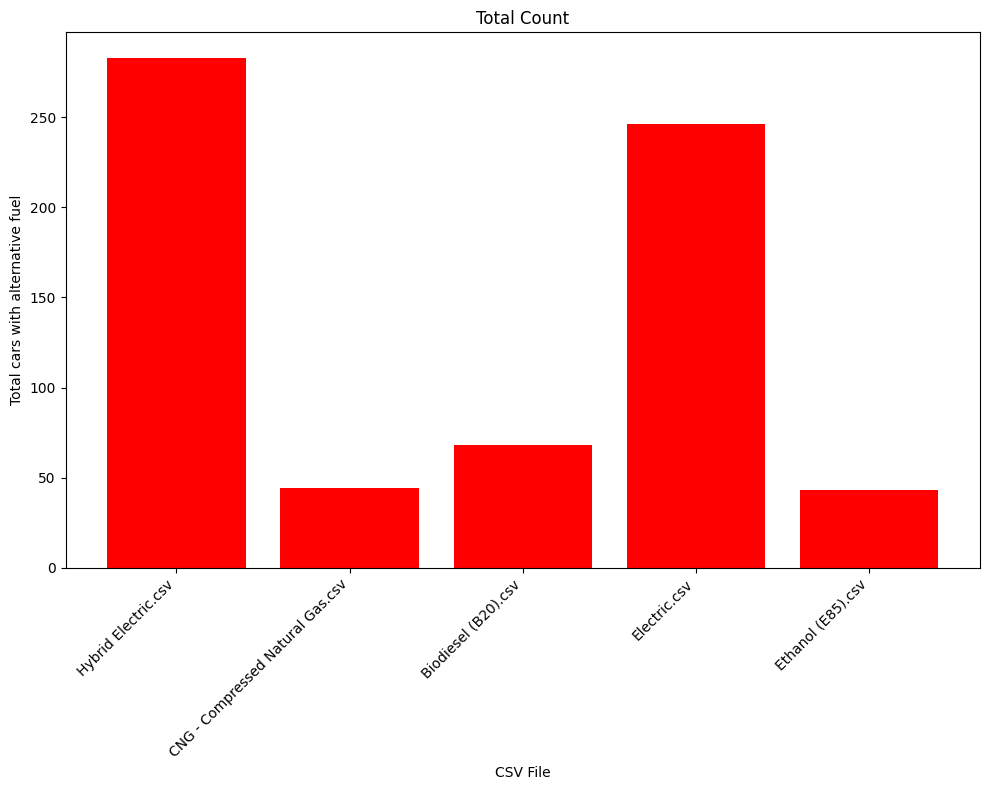 Total Count
Total cars with alternative fuel
250
200
150
100
50
0
Hybrid Electric.csv
CNG - Compressed Natural Gas.csv
Biodiesel (B20).csv
Electric.csv
Ethanol (E85).csv
CSV File